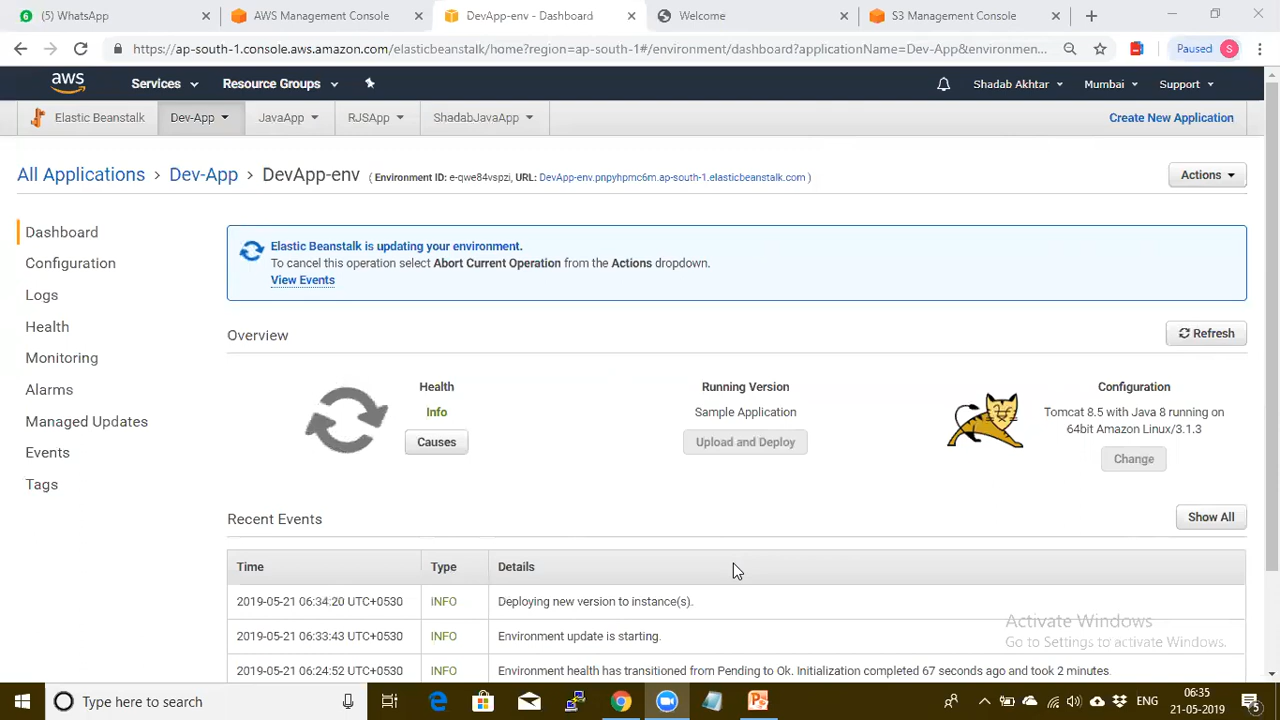 6 (5) WhatsApp
AWS Management Console
DevApp-env - Dashboard
Welcome
S3 Management Console
https://ap-south-1.console.aws.amazon.com/elasticbeanstalk/home?region=ap-south-1#/environment/dashboard?applicationName=Dev-App&environmen...
Paused S
aws Services Resource Groups Shadab Akhtar Mumbai Support
Elastic Beanstalk Dev-App JavaApp RJSApp ShadabJavaApp Create New Application
All Applications > Dev-App > DevApp-env ( Environment ID: e-qwe84vspzi, URL: DevApp-env.pnpyhpmc6m.ap-south-1.elasticbeanstalk.com )
Actions
Dashboard
Configuration
Logs
Health
Monitoring
Alarms
Managed Updates
Events
Tags
Elastic Beanstalk is updating your environment.
To cancel this operation select Abort Current Operation from the Actions dropdown.
View Events
Overview
Refresh
Health
Info
Causes
Running Version
Sample Application
Upload and Deploy
Configuration
Tomcat 8.5 with Java 8 running on
64bit Amazon Linux/3.1.3
Change
Recent Events
Show All
Time Type Details
2019-05-21 06:34:20 UTC+0530 INFO Deploying new version to instance(s).
2019-05-21 06:33:43 UTC+0530 INFO Environment update is starting.
2019-05-21 06:24:52 UTC+0530 INFO Environment health has transitioned from Pending to Ok. Initialization completed 67 seconds ago and took 2 minutes.
Activate Windows
Go to Settings to activate Windows.
Type here to search
ENG
06:35
21-05-2019
5